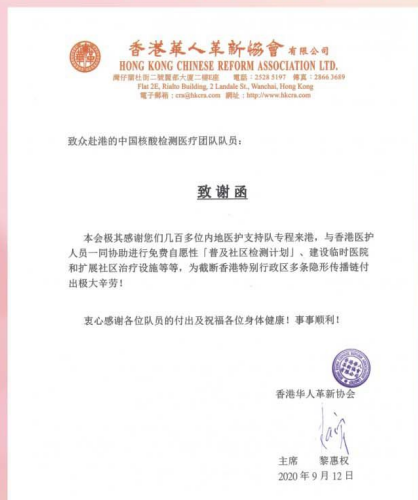 香港華人革新協會有限公司
HONG KONG CHINESE REFORM ASSOCIATION LTD.
灣仔蘭杜街二號麗都大廈二樓E座 電話：2528 5197 傳真：2866 3689
Flat 2E, Rialto Building, 2 Landale St., Wanchai, Hong Kong
電子郵箱：cra@hkcra.com 網址：http://www.hkcra.com
致众赴港的中国核酸检测医疗团队队员：
致谢函
本会极其感谢您们几百多位内地医护支持队专程来港，与香港医护
人员一同协助进行免费自愿性「普及社区检测计划」、建设临时医院
和扩展社区治疗设施等等，为截断香港特别行政区多条隐形传播链付
出极大辛劳！
衷心感谢各位队员的付出及祝福各位身体健康！事事顺利！
香港华人革新协会
主席 黎惠权
2020 年 9 月 12 日